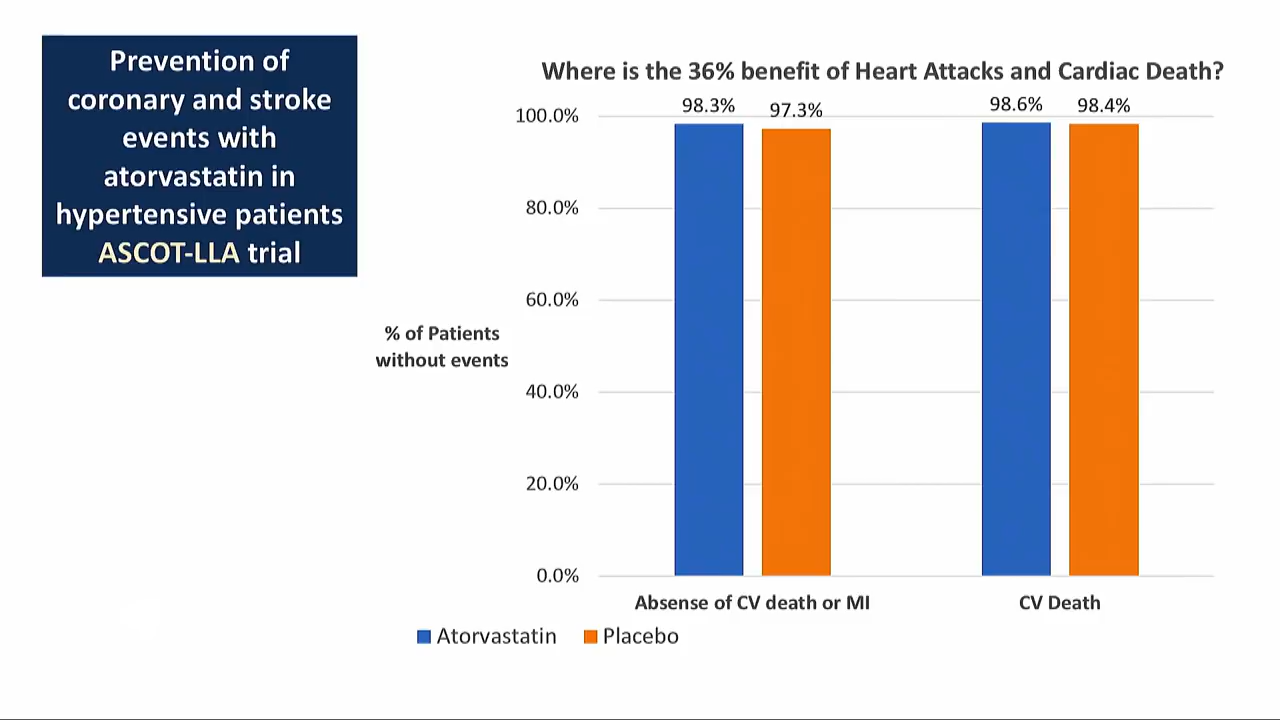 Prevention of
coronary and stroke
events with
atorvastatin in
hypertensive patients
ASCOT-LLA trial
Where is the 36% benefit of Heart Attacks and Cardiac Death?
98.3%
97.3%
98.6%
98.4%
100.0%
80.0%
60.0%
40.0%
20.0%
0.0%
% of Patients
without events
Absense of CV death or MI
CV Death
Atorvastatin
Placebo